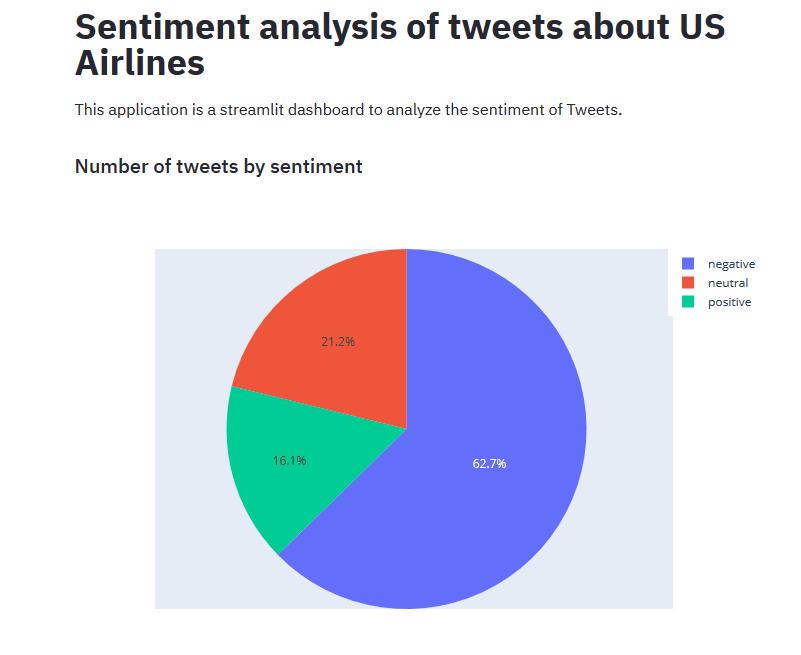 Sentiment analysis of tweets about US
Airlines
This application is a streamlit dashboard to analyze the sentiment of Tweets.
Number of tweets by sentiment
negative
neutral
positive
21.2%
16.1%
62.7%